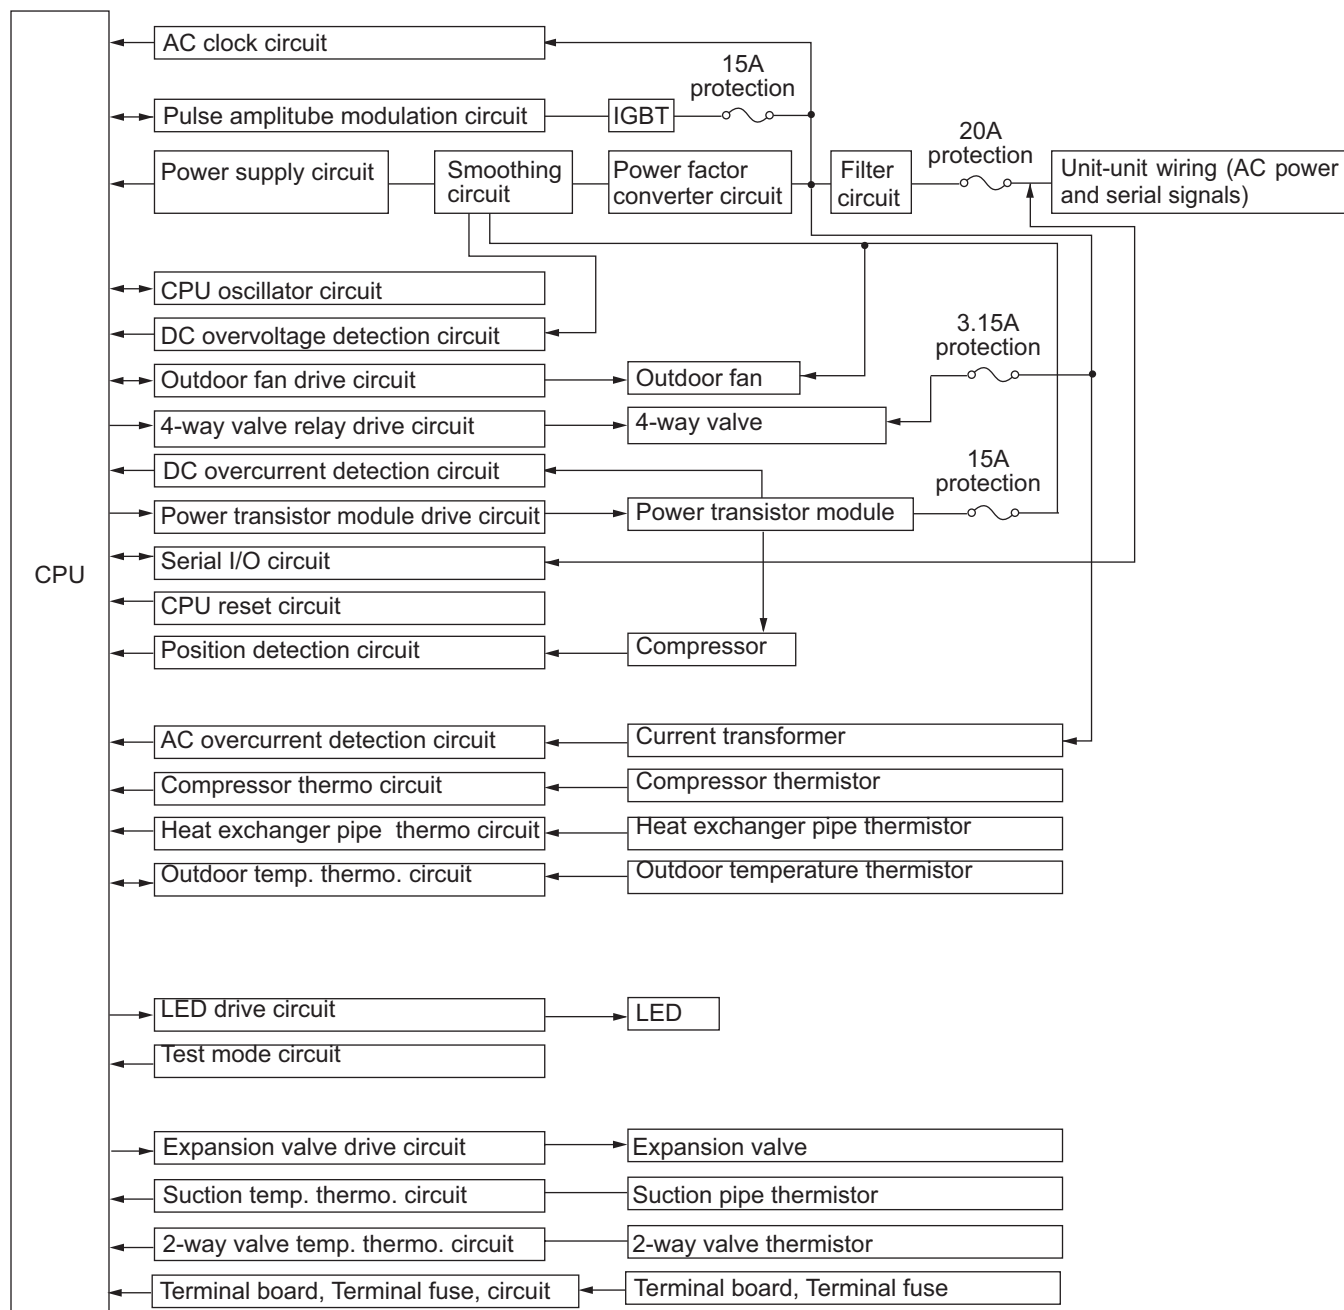 AC clock circuit
15A
protection
Pulse amplitube modulation circuit
IGBT
20A
protection
Power supply circuit
Smoothing
circuit
Power factor
converter circuit
Filter
circuit
Unit-unit wiring (AC power
and serial signals)
CPU oscillator circuit
DC overvoltage detection circuit
3.15A
protection
Outdoor fan drive circuit
Outdoor fan
4-way valve relay drive circuit
4-way valve
DC overcurrent detection circuit
15A
protection
Power transistor module drive circuit
Power transistor module
Serial I/O circuit
CPU
CPU reset circuit
Position detection circuit
Compressor
AC overcurrent detection circuit
Current transformer
Compressor thermo circuit
Compressor thermistor
Heat exchanger pipe  thermo circuit
Heat exchanger pipe thermistor
Outdoor temp. thermo. circuit
Outdoor temperature thermistor
LED drive circuit
LED
Test mode circuit
Expansion valve drive circuit
Expansion valve
Suction temp. thermo. circuit
Suction pipe thermistor
2-way valve temp. thermo. circuit
2-way valve thermistor
Terminal board, Terminal fuse, circuit
Terminal board, Terminal fuse